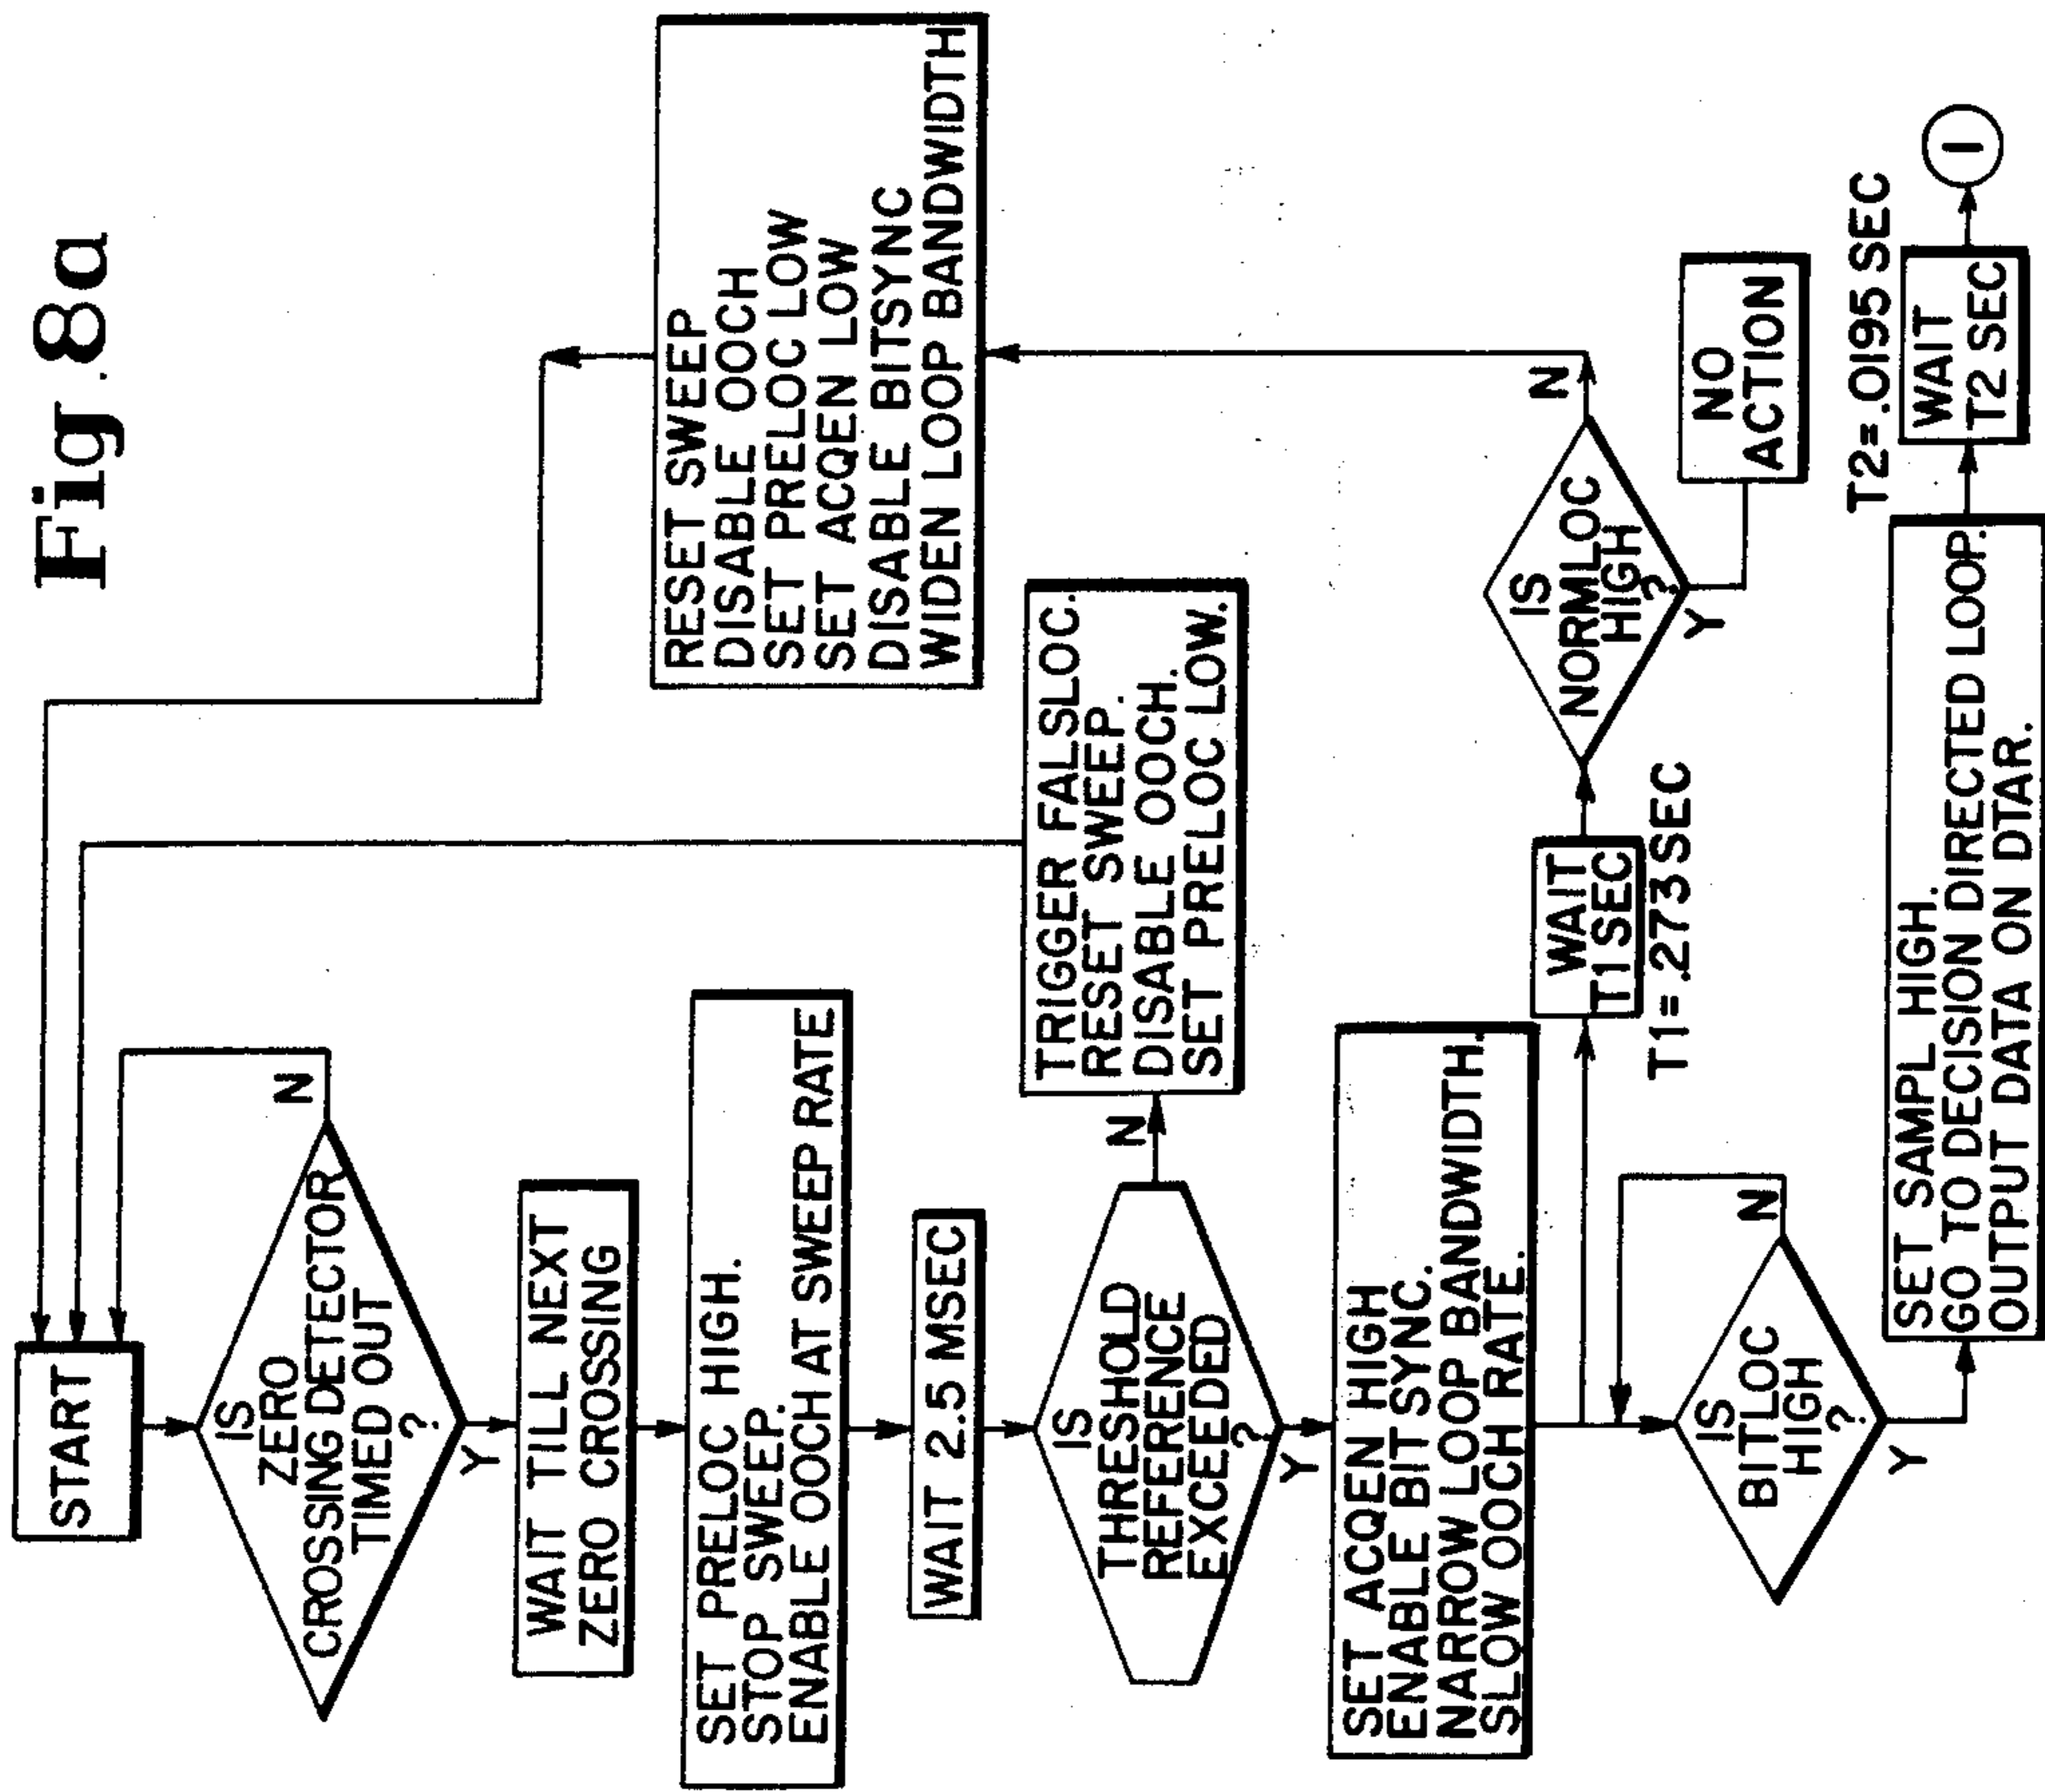 Fig.8a
START
IS
ZERO
CROSSING DETECTOR
TIMED OUT
?
N
Y
WAIT TILL NEXT
ZERO CROSSING
SET PRELOC HIGH.
STOP SWEEP.
ENABLE OOCH AT SWEEP RATE
WAIT 2.5 MSEC
IS
THRESHOLD
REFERENCE
EXCEEDED
?
N
Y
TRIGGER FALSLOC.
RESET SWEEP.
DISABLE OOCH.
SET PRELOC LOW.
RESET SWEEP
DISABLE OOCH
SET PRELOC LOW
SET ACQEN LOW
DISABLE BITSYNC
WIDEN LOOP BANDWIDTH
SET ACQEN HIGH
ENABLE BIT SYNC.
NARROW LOOP BANDWIDTH.
SLOW OOCH RATE.
WAIT
T1 SEC
T1=.273 SEC
IS
NORMLOC
HIGH
?
N
Y
NO
ACTION
IS
BITLOC
HIGH
?
N
Y
SET SAMPL HIGH.
GO TO DECISION DIRECTED LOOP.
OUTPUT DATA ON DTAR.
WAIT
T2 SEC
T2=.0195 SEC
1